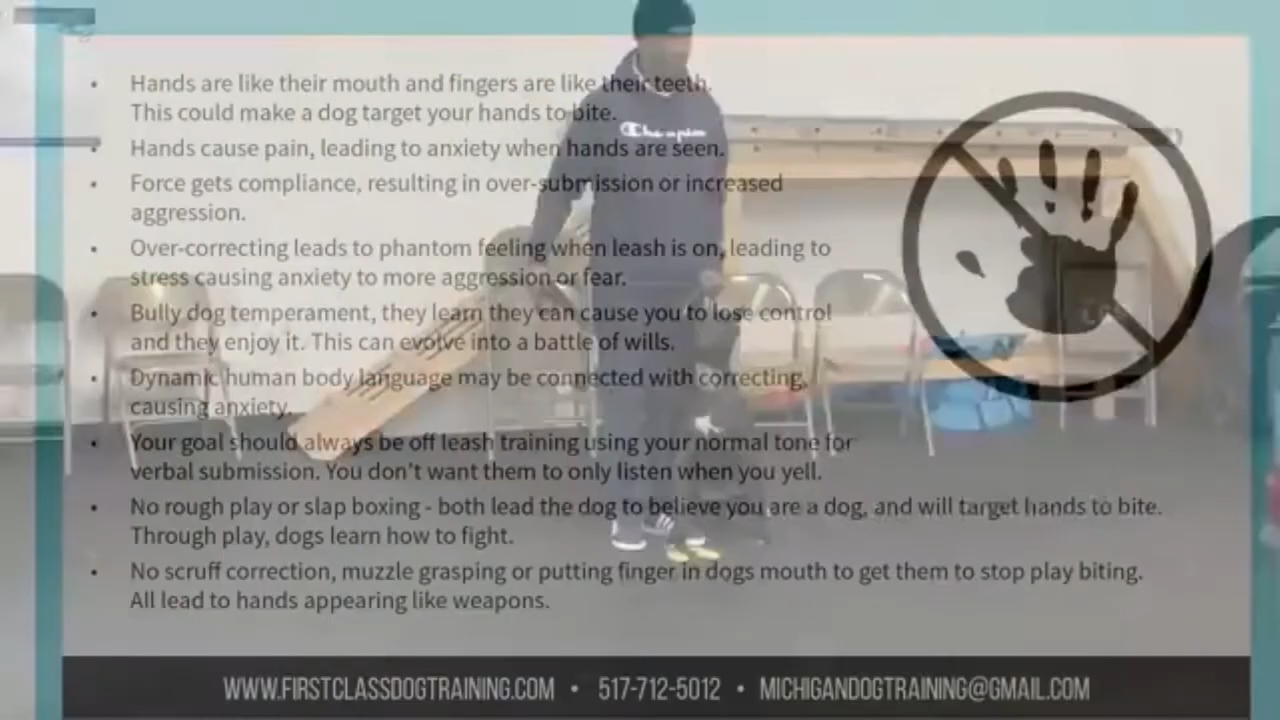 Hands are like their mouth and fingers are like their teeth.
This could make a dog target your hands to bite.
Hands cause pain, leading to anxiety when hands are seen.
Force gets compliance, resulting in over-submission or increased
aggression.
Over-correcting leads to phantom feeling when leash is on, leading to
stress causing anxiety to more aggression or fear.
Bully dog temperament, they learn they can cause you to lose control
and they enjoy it. This can evolve into a battle of wills.
Dynamic human body language may be connected with correcting,
causing anxiety.
Your goal should always be off leash training using your normal tone for
verbal submission. You don't want them to only listen when you yell.
No rough play or slap boxing - both lead the dog to believe you are a dog, and will target hands to bite.
Through play, dogs learn how to fight.
No scruff correction, muzzle grasping or putting finger in dogs mouth to get them to stop play biting.
All lead to hands appearing like weapons.
Champion
WWW.FIRSTCLASSDOGTRAINING.COM • 517-712-5012 • MICHIGANDOGTRAINING@GMAIL.COM